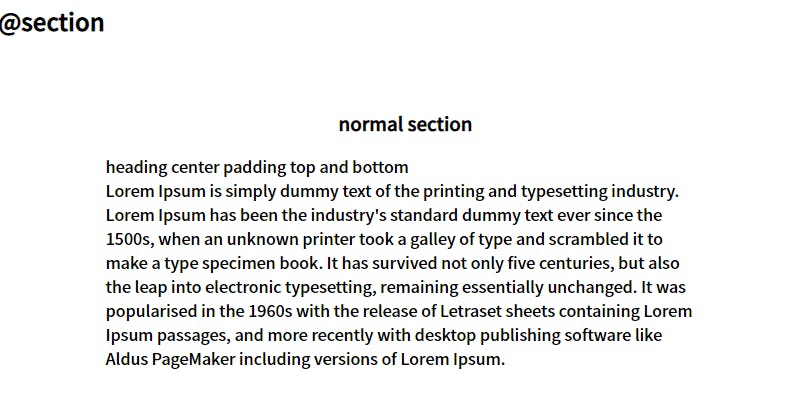 @section
normal section
heading center padding top and bottom
Lorem Ipsum is simply dummy text of the printing and typesetting industry.
Lorem Ipsum has been the industry's standard dummy text ever since the
1500s, when an unknown printer took a galley of type and scrambled it to
make a type specimen book. It has survived not only five centuries, but also
the leap into electronic typesetting, remaining essentially unchanged. It was
popularised in the 1960s with the release of Letraset sheets containing Lorem
Ipsum passages, and more recently with desktop publishing software like
Aldus PageMaker including versions of Lorem Ipsum.